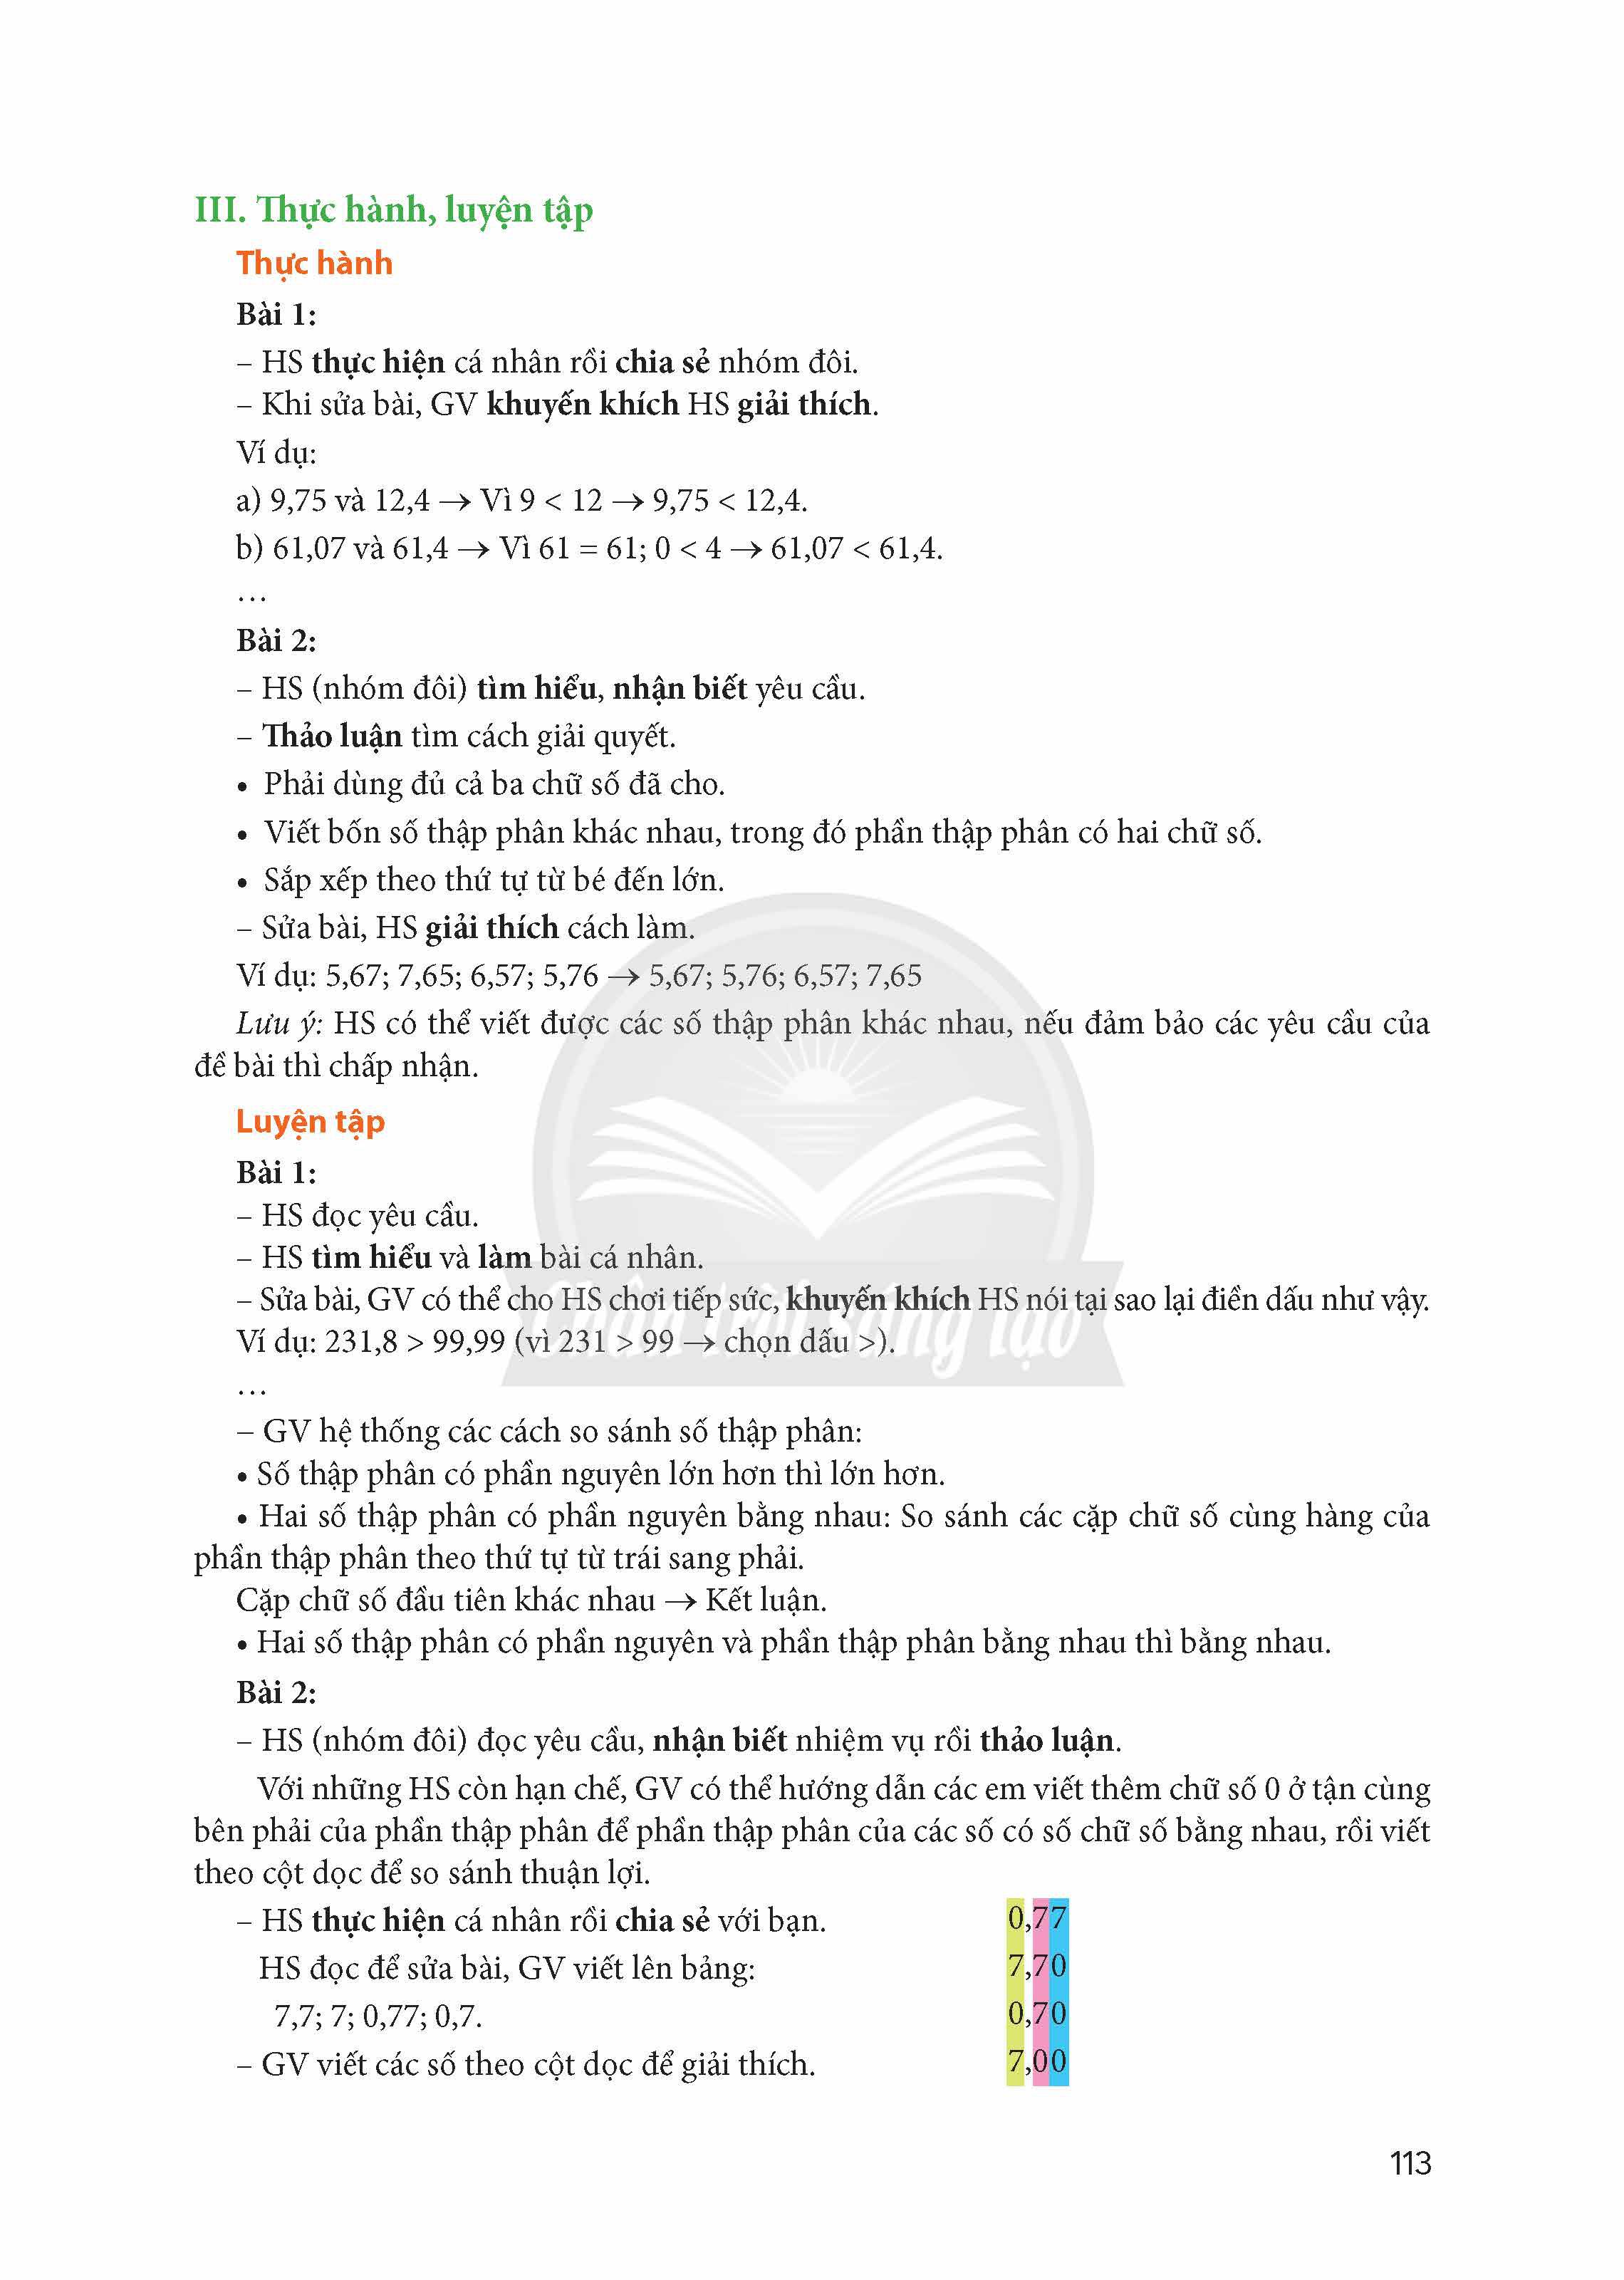 III. Thực hành, luyện tập
Thực hành
Bài 1:
– HS thực hiện cá nhân rồi chia sẻ nhóm đôi.
– Khi sửa bài, GV khuyến khích HS giải thích.
Ví dụ:
a) 9,75 và 12,4 → Vì 9 < 12 → 9,75 < 12,4.
b) 61,07 và 61,4 → Vì 61 = 61; 0 < 4 → 61,07 < 61,4.
…
Bài 2:
– HS (nhóm đôi) tìm hiểu, nhận biết yêu cầu.
– Thảo luận tìm cách giải quyết.
• Phải dùng đủ cả ba chữ số đã cho.
• Viết bốn số thập phân khác nhau, trong đó phần thập phân có hai chữ số.
• Sắp xếp theo thứ tự từ bé đến lớn.
– Sửa bài, HS giải thích cách làm.
Ví dụ: 5,67; 7,65; 6,57; 5,76 → 5,67; 5,76; 6,57; 7,65
Lưu ý: HS có thể viết được các số thập phân khác nhau, nếu đảm bảo các yêu cầu của
đề bài thì chấp nhận.
Luyện tập
Bài 1:
– HS đọc yêu cầu.
– HS tìm hiểu và làm bài cá nhân.
– Sửa bài, GV có thể cho HS chơi tiếp sức, khuyến khích HS nói tại sao lại điền dấu như vậy.
Ví dụ: 231,8 > 99,99 (vì 231 > 99 → chọn dấu >).
Chân trời sáng tạo
…
– GV hệ thống các cách so sánh số thập phân:
• Số thập phân có phần nguyên lớn hơn thì lớn hơn.
• Hai số thập phân có phần nguyên bằng nhau: So sánh các cặp chữ số cùng hàng của
phần thập phân theo thứ tự từ trái sang phải.
Cặp chữ số đầu tiên khác nhau → Kết luận.
• Hai số thập phân có phần nguyên và phần thập phân bằng nhau thì bằng nhau.
Bài 2:
– HS (nhóm đôi) đọc yêu cầu, nhận biết nhiệm vụ rồi thảo luận.
Với những HS còn hạn chế, GV có thể hướng dẫn các em viết thêm chữ số 0 ở tận cùng
bên phải của phần thập phân để phần thập phân của các số có số chữ số bằng nhau, rồi viết
theo cột dọc để so sánh thuận lợi.
– HS thực hiện cá nhân rồi chia sẻ với bạn.
HS đọc để sửa bài, GV viết lên bảng:
7,7; 7; 0,77; 0,7.
– GV viết các số theo cột dọc để giải thích.
0,77
7,70
0,70
7,00
113